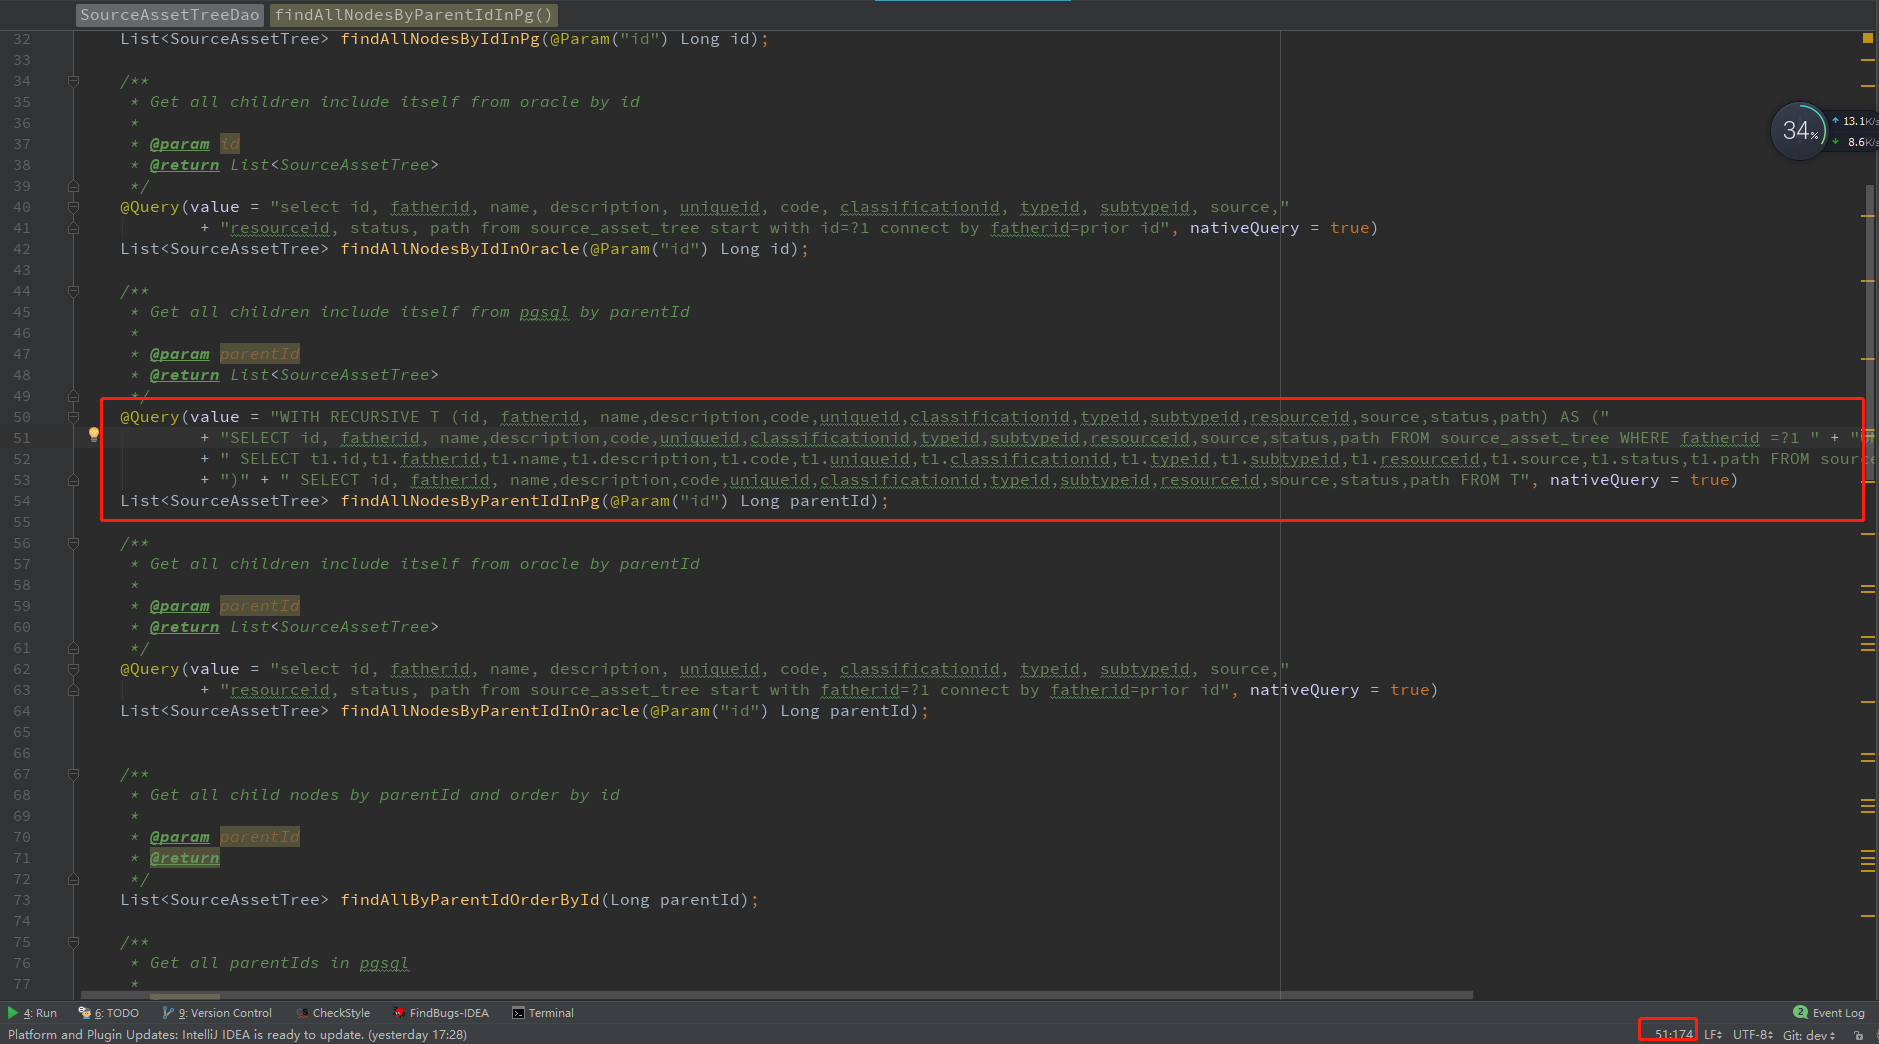 SourceAssetTreeDao findAllNodesByParentIdInPg()
32 List<SourceAssetTree> findAllNodesByIdInPg(@Param("id") Long id);
33
34 /**
35 * Get all children include itself from oracle by id
36 *
37 * @param id
38 * @return List<SourceAssetTree>
39 */
40 @Query(value = "select id, fatherid, name, description, uniqueid, code, classificationid, typeid, subtypeid, source,"
41 + "resourceid, status, path from source_asset_tree start with id=?1 connect by fatherid=prior id", nativeQuery = true)
42 List<SourceAssetTree> findAllNodesByIdInOracle(@Param("id") Long id);
43
44 /**
45 * Get all children include itself from pgsql by parentId
46 *
47 * @param parentId
48 * @return List<SourceAssetTree>
49 */
50 @Query(value = "WITH RECURSIVE T (id, fatherid, name,description,code,uniqueid,classificationid,typeid,subtypeid,resourceid,source,status,path) AS ("
51 + "SELECT id, fatherid, name,description,code,uniqueid,classificationid,typeid,subtypeid,resourceid,source,status,path FROM source_asset_tree WHERE fatherid =?1 " + "
52 + " SELECT t1.id,t1.fatherid,t1.name,t1.description,t1.code,t1.uniqueid,t1.classificationid,t1.typeid,t1.subtypeid,t1.resourceid,t1.source,t1.status,t1.path FROM sourc
53 + ")" + " SELECT id, fatherid, name,description,code,uniqueid,classificationid,typeid,subtypeid,resourceid,source,status,path FROM T", nativeQuery = true)
54 List<SourceAssetTree> findAllNodesByParentIdInPg(@Param("id") Long parentId);
55
56 /**
57 * Get all children include itself from oracle by parentId
58 *
59 * @param parentId
60 * @return List<SourceAssetTree>
61 */
62 @Query(value = "select id, fatherid, name, description, uniqueid, code, classificationid, typeid, subtypeid, source,"
63 + "resourceid, status, path from source_asset_tree start with fatherid=?1 connect by fatherid=prior id", nativeQuery = true)
64 List<SourceAssetTree> findAllNodesByParentIdInOracle(@Param("id") Long parentId);
65
66
67 /**
68 * Get all child nodes by parentId and order by id
69 *
70 * @param parentId
71 * @return
72 */
73 List<SourceAssetTree> findAllByParentIdOrderById(Long parentId);
74
75 /**
76 * Get all parentIds in pgsql
77 *
34%
13.1K/s
8.6K/s
4: Run 6: TODO 9: Version Control CheckStyle FindBugs-IDEA Terminal 2 Event Log
Platform and Plugin Updates: IntelliJ IDEA is ready to update. (yesterday 17:28) 51:174 LF UTF-8 Git: dev